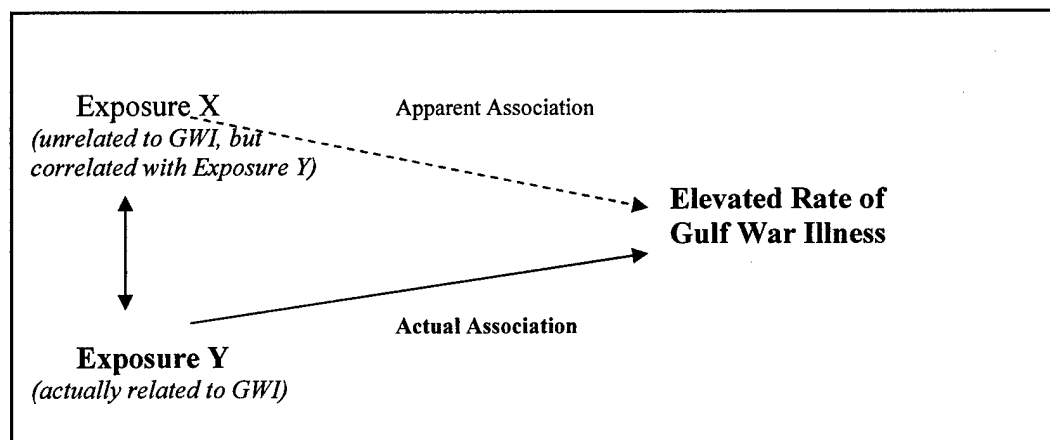 Exposure X
Apparent Association
(unrelated to GWI, but
correlated with Exposure Y)
Elevated Rate of
Gulf War Illness
Actual Association
Exposure Y
(actually related to GWI)